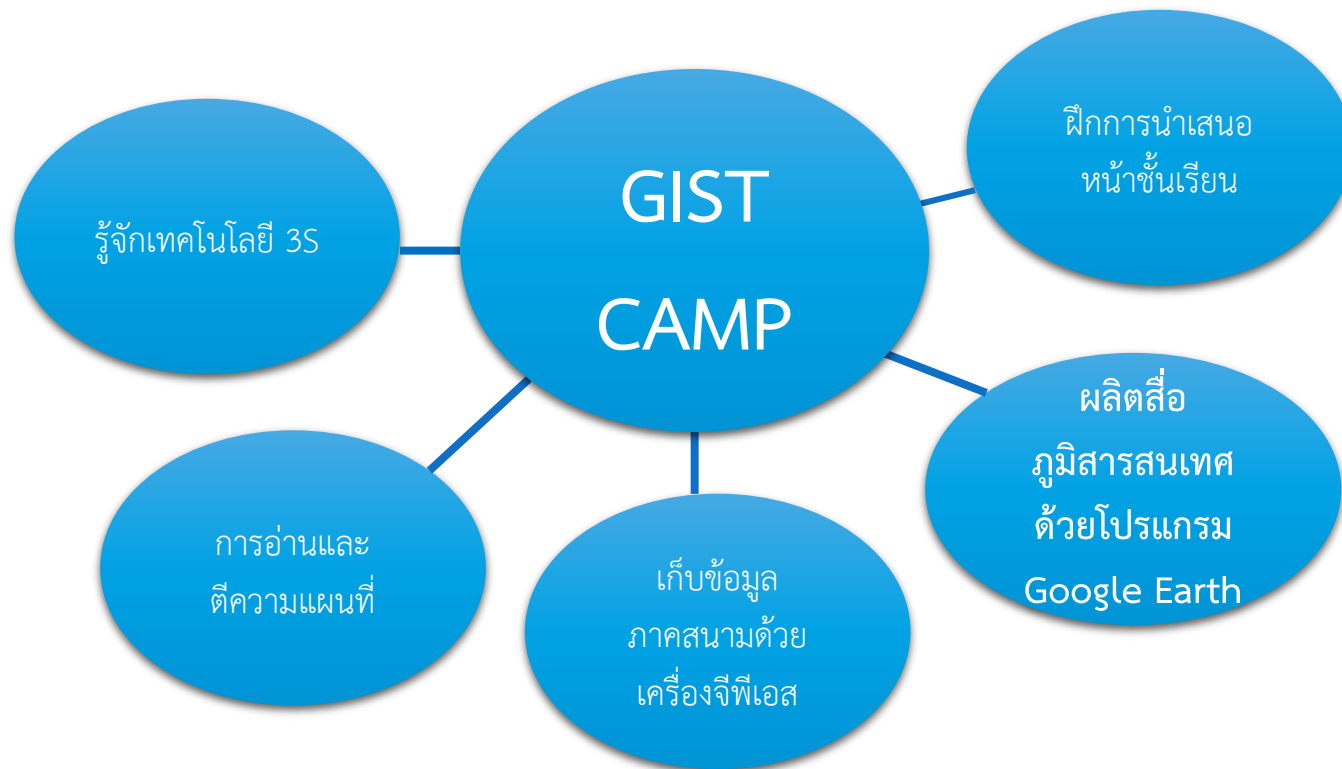 GIST
CAMP
รู้จักเทคโนโลยี 3S
การอ่านและ
ตีความแผนที่
เก็บข้อมูล
ภาคสนามด้วย
เครื่องจีพีเอส
ผลิตสื่อ
ภูมิสารสนเทศ
ด้วยโปรแกรม
Google Earth
ฝึกการนำเสนอ
หน้าชั้นเรียน